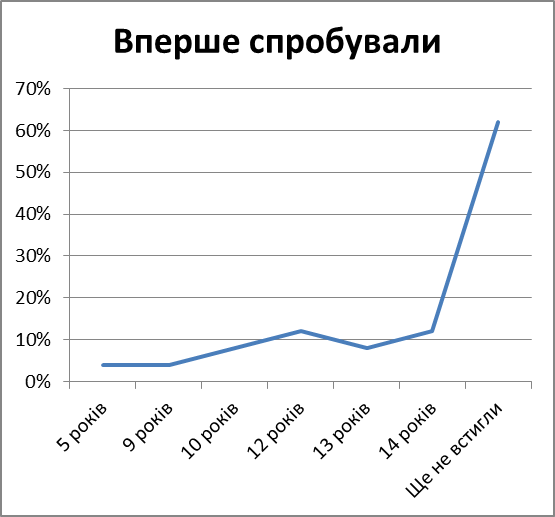 Вперше спробували
70%
60%
50%
40%
30%
20%
10%
0%
5 років
9 років
10 років
12 років
13 років
14 років
Ще не встигли